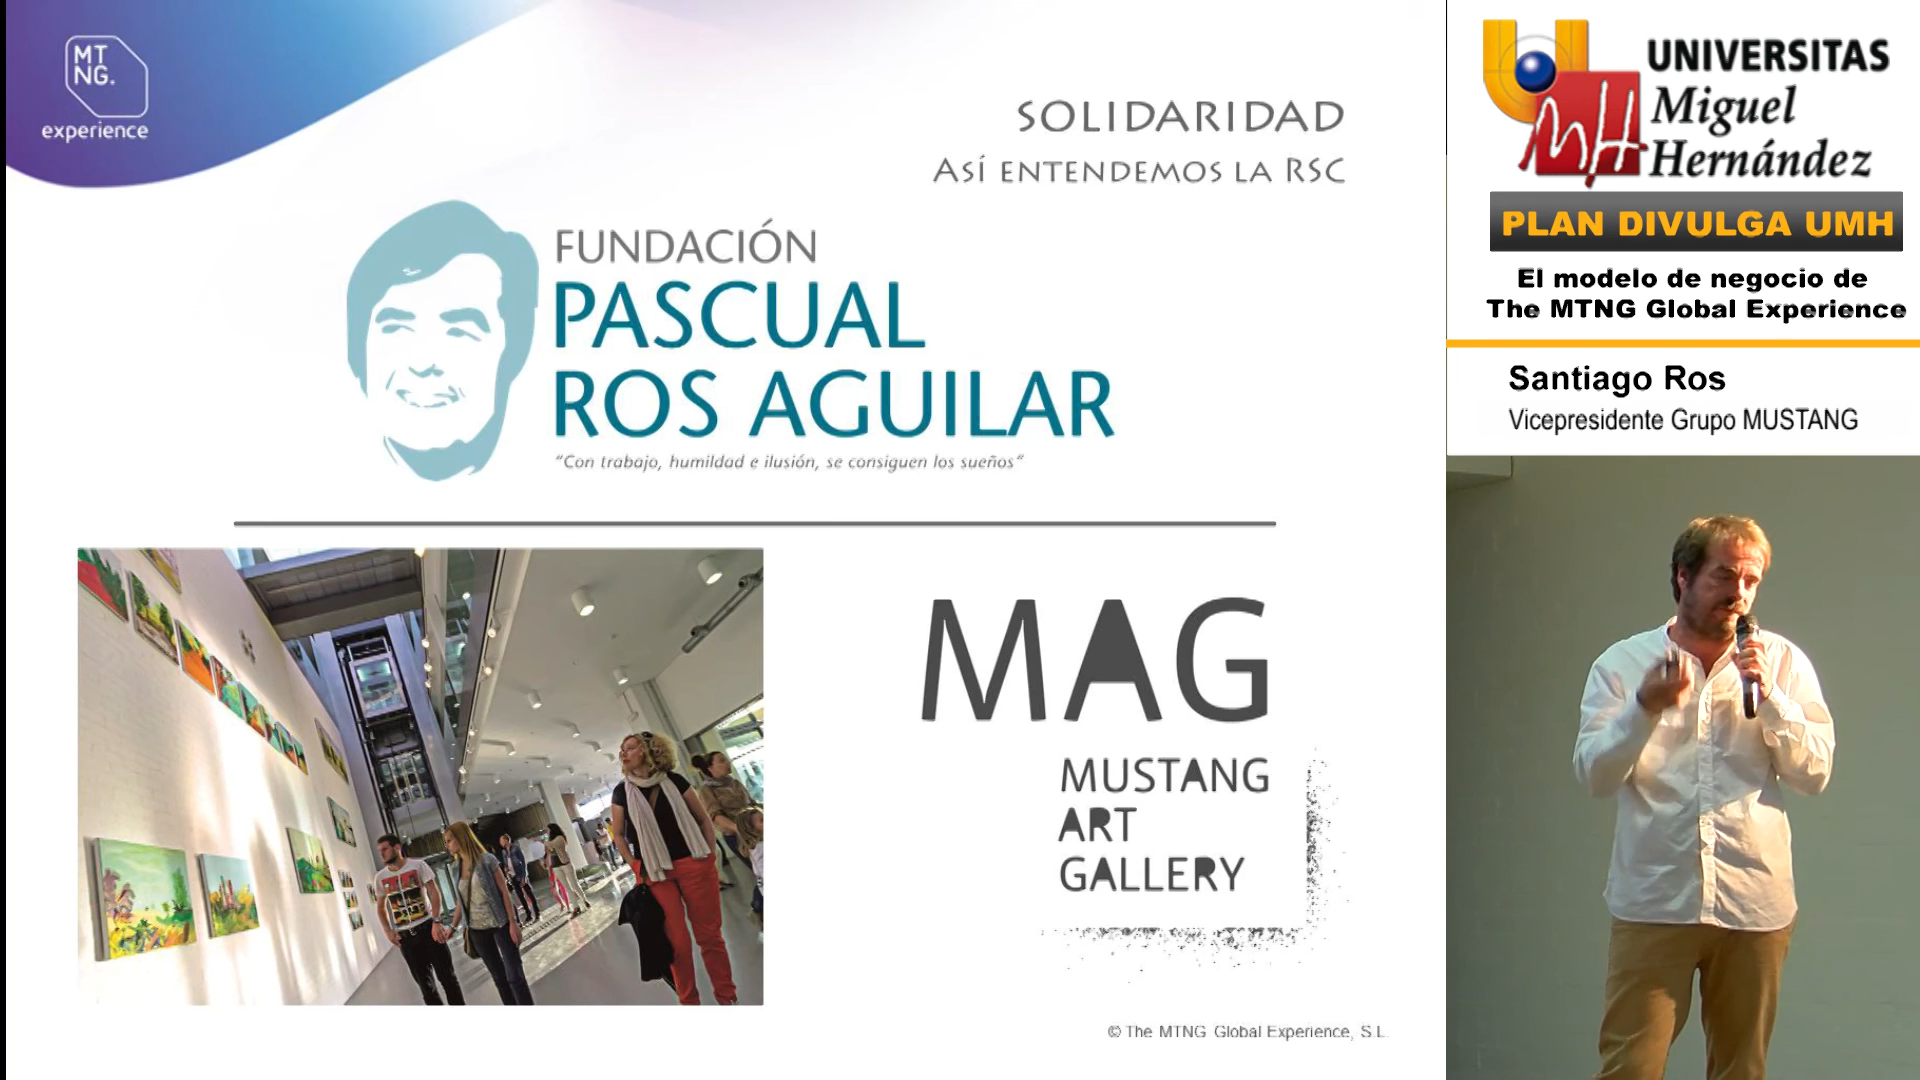 MT
NG.
experience
SOLIDARIDAD
ASÍ ENTENDEMOS LA RSC
FUNDACIÓN
PASCUAL
ROS AGUILAR
"Con trabajo, humildad e ilusión, se consiguen los sueños"
MAG
MUSTANG
ART
GALLERY
© The MTNG Global Experience, S.L.
UNIVERSITAS
Miguel
Hernández
MH
PLAN DIVULGA UMH
El modelo de negocio de
The MTNG Global Experience
Santiago Ros
Vicepresidente Grupo MUSTANG